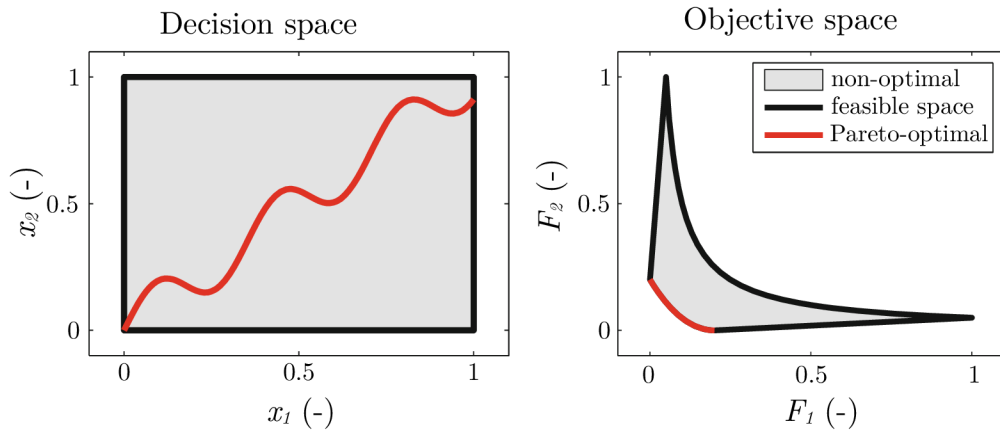 Decision space
1
0.5
0
x2 (-)
0
0.5
1
x1 (-)
Objective space
1
0.5
0
F2 (-)
0
0.5
1
F1 (-)
non-optimal
feasible space
Pareto-optimal